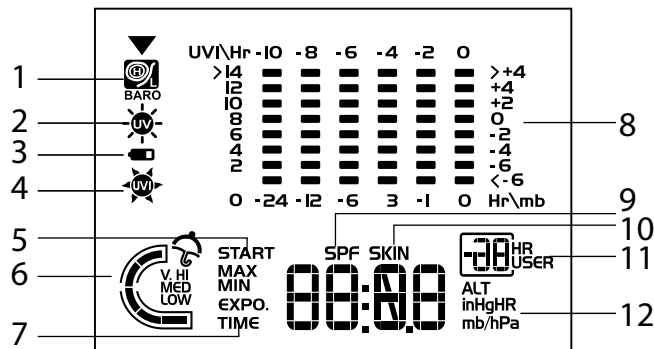 UVI\Hr -10 -8 -6 -4 -2 0
1 H L >14 >+4
BARO 12 +4
10 +2
2 UV 8 0 8
6 -2
3 4 -4
2 -6
4 UVI <-6
0 -24 -12 -6 3 -1 0 Hr\mb
9
10
5
START SPF SKIN
6 V. HI MAX 88:8.8 -18 HR
MED MIN USER 11
LOW ALT
EXPO. inHgHR 12
7 TIME mb/hPa